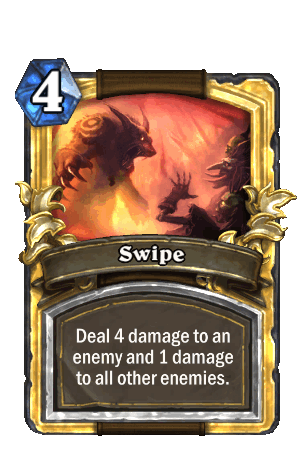 4
Swipe
Deal 4 damage to an
enemy and 1 damage
to all other enemies.